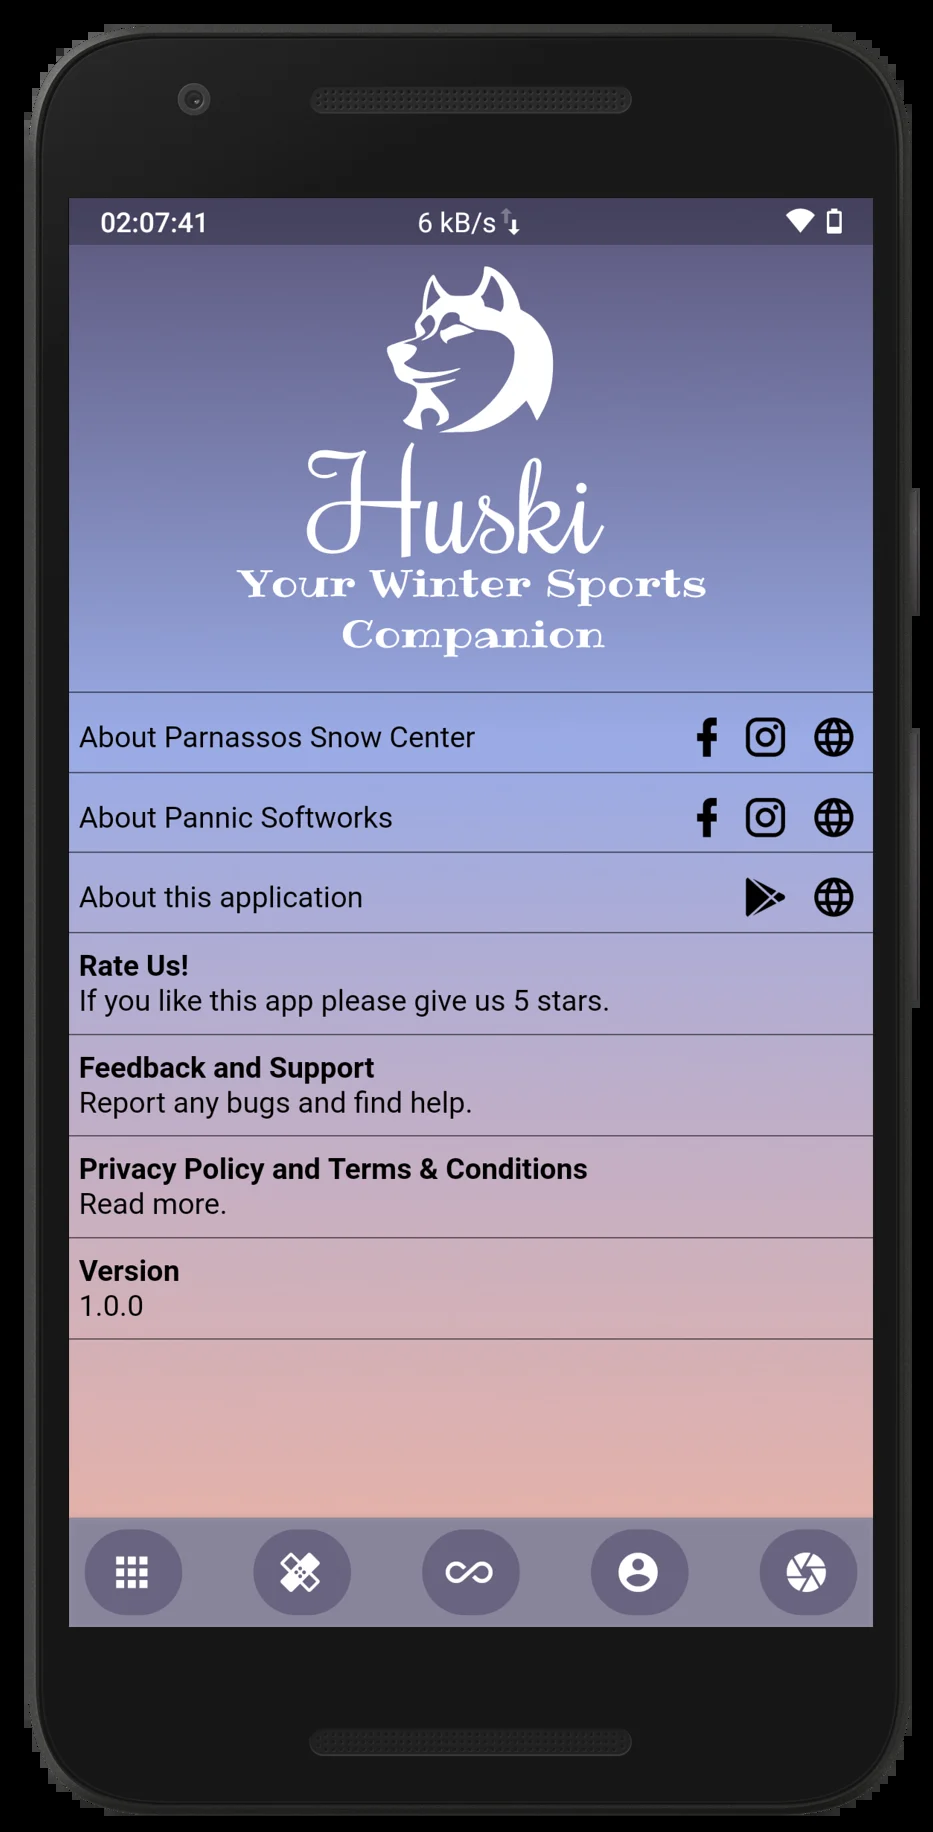 02:07:41 6 kB/s
Huski
Your Winter Sports
Companion
About Parnassos Snow Center
About Pannic Softworks
About this application
Rate Us!
If you like this app please give us 5 stars.
Feedback and Support
Report any bugs and find help.
Privacy Policy and Terms & Conditions
Read more.
Version
1.0.0